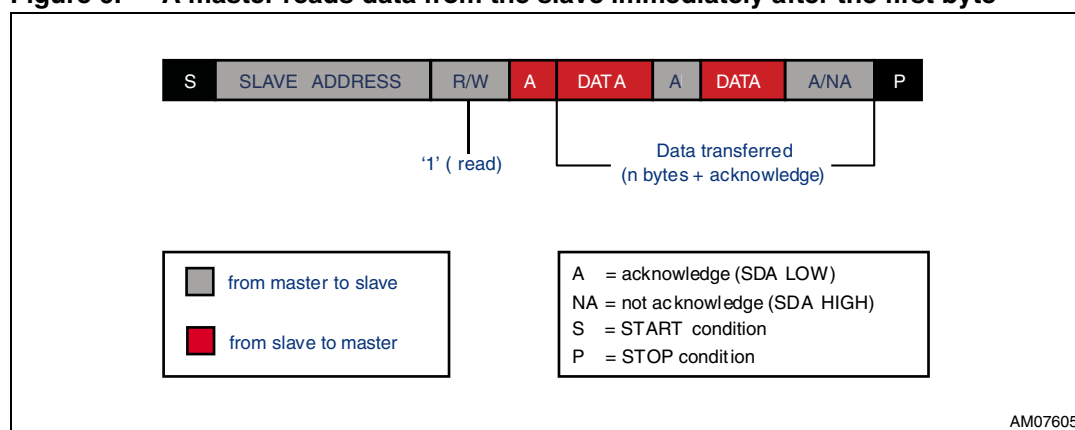 A master reads data from the slave immediately after the first byte
S SLAVE ADDRESS R/W A DATA A DATA A/NA P
‘1’ ( read)
Data transferred
(n bytes + acknowledge)
from master to slave
from slave to master
A = acknowledge (SDA LOW)
NA = not acknowledge (SDA HIGH)
S = START condition
P = STOP condition
AM07605